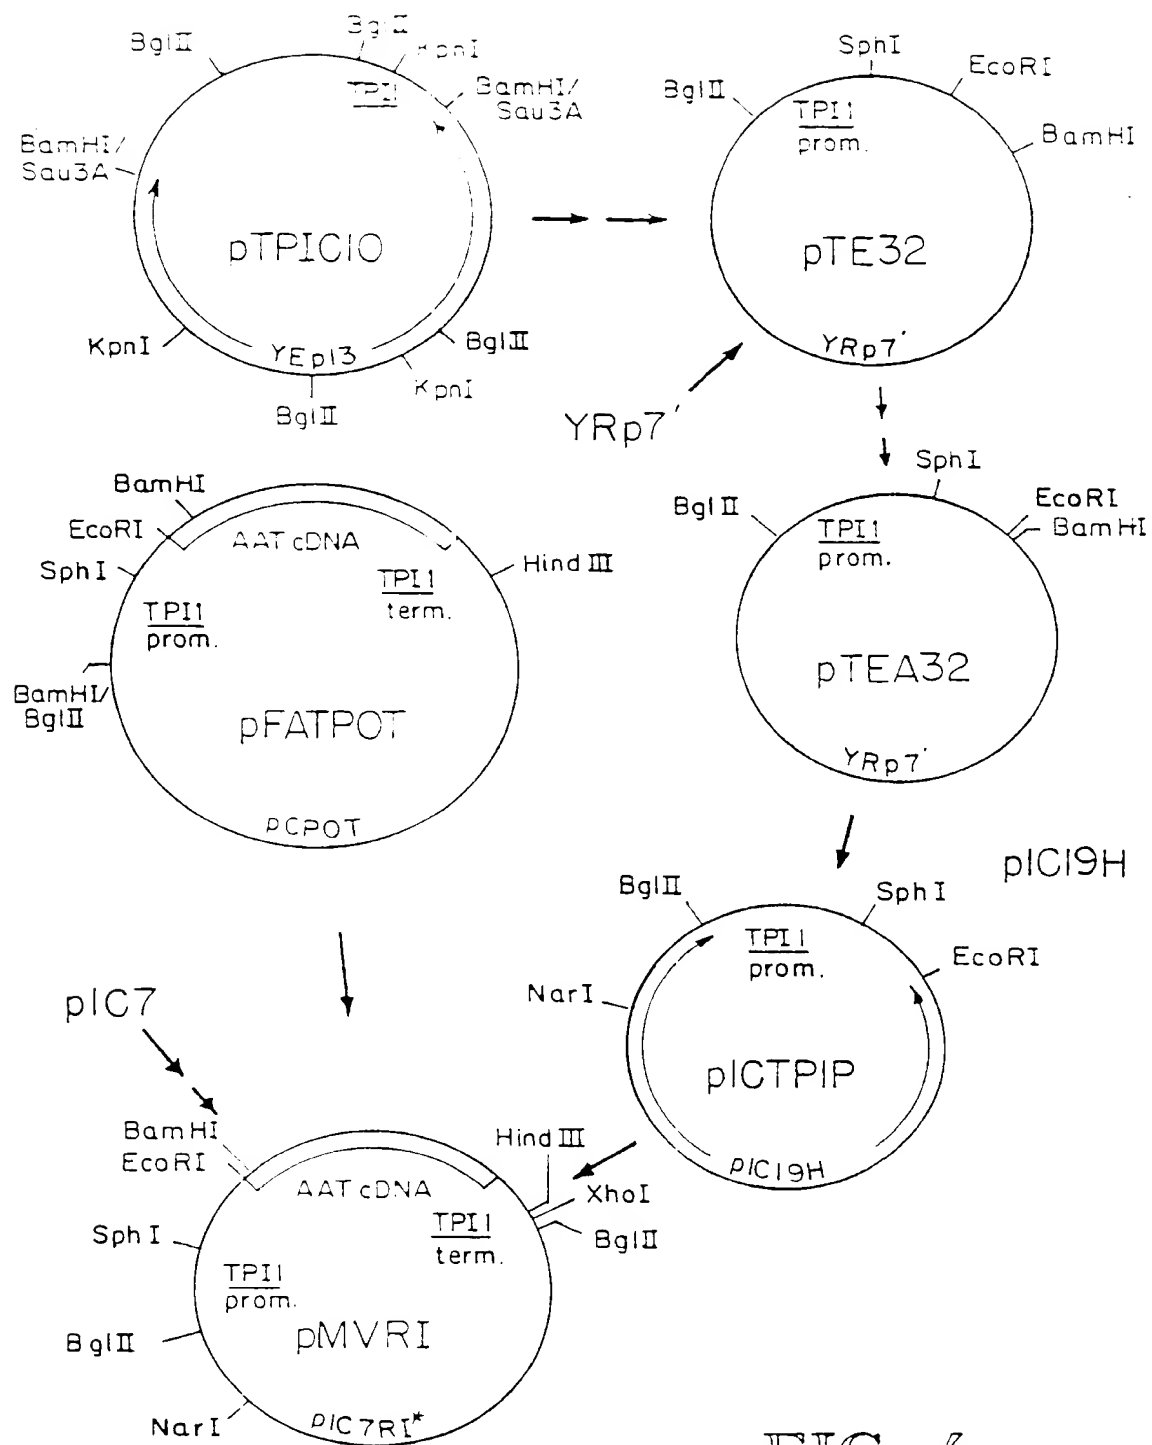 BglII
BglII
KpnI
TPI1
BamHI/
Sau3A
BamHI/
Sau3A
pTPIC10
KpnI
YEp13
BglII
KpnI
BglII
SphI
EcoRI
BglII
TPI1
prom.
BamHI
pTE32
YRp7'
YRp7'
BamHI
EcoRI
SphI
AAT cDNA
HindIII
TPI1
term.
TPI1
prom.
BamHI/
BglII
pFATPOT
pCPOT
SphI
BglII
EcoRI
BamHI
TPI1
prom.
pTEA32
YRp7'
pIC19H
BglII
SphI
TPI1
prom.
EcoRI
NarI
pICTPIP
pIC19H
pIC7
BamHI
EcoRI
HindIII
XhoI
BglII
AAT cDNA
SphI
TPI1
term.
TPI1
prom.
pMVRI
BglII
NarI
pIC7RI*